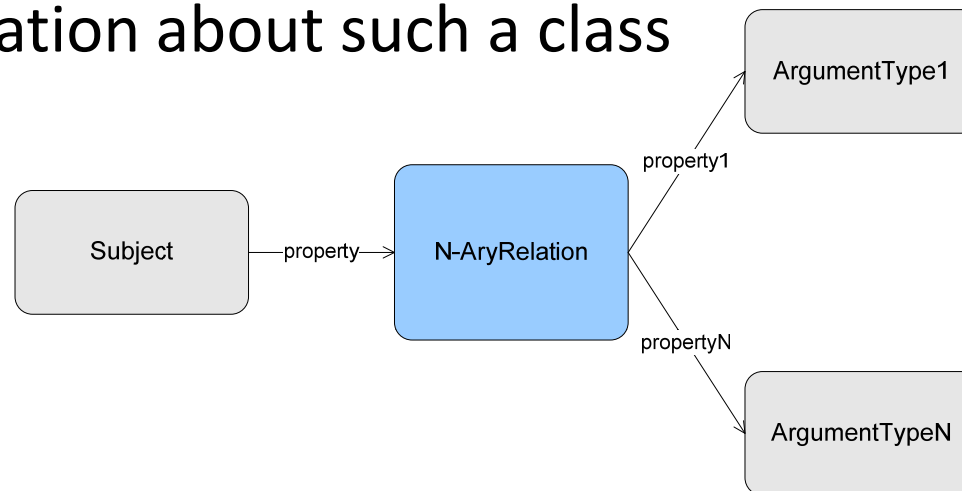 ation about such a class
ArgumentType1
property1
Subject
property
N-AryRelation
propertyN
ArgumentTypeN